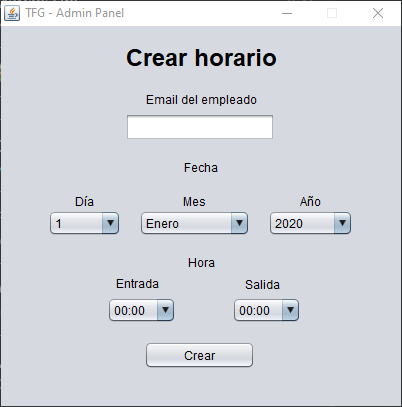 TFG - Admin Panel
Crear horario
Email del empleado
Fecha
Día Mes Año
1 Enero 2020
Hora
Entrada Salida
00:00 00:00
Crear